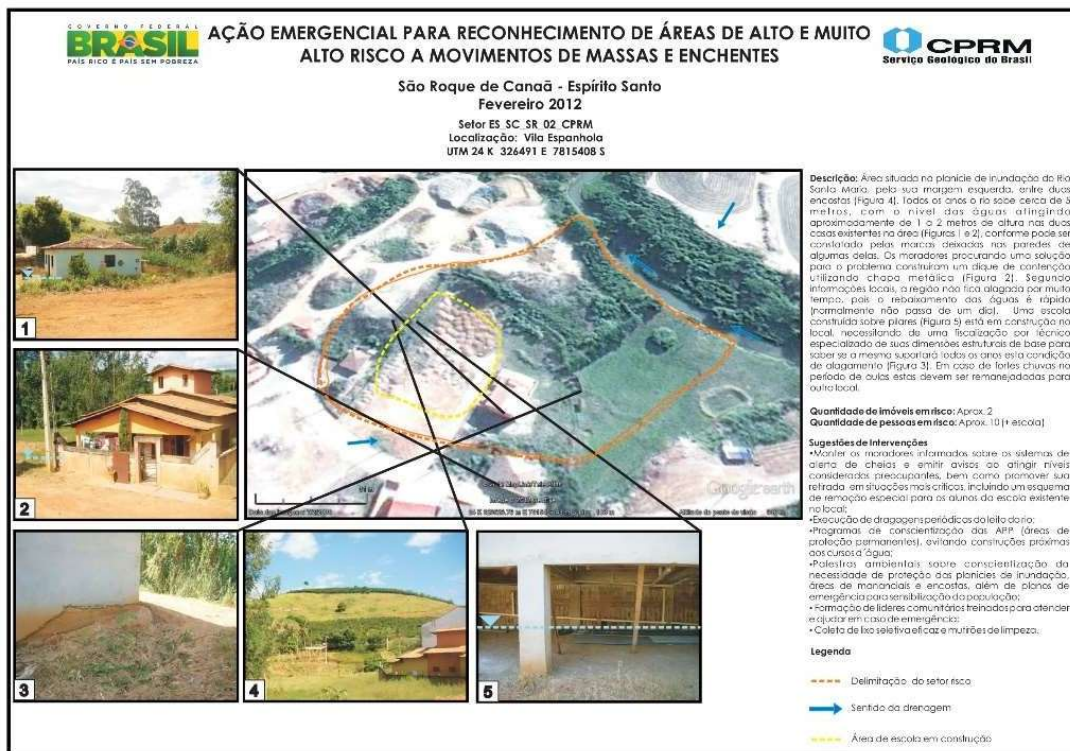 GOVERNO FEDERAL
BRASIL
PAÍS RICO É PAÍS SEM POBREZA
AÇÃO EMERGENCIAL PARA RECONHECIMENTO DE ÁREAS DE ALTO E MUITO
ALTO RISCO A MOVIMENTOS DE MASSAS E ENCHENTES
CPRM
Serviço Geológico do Brasil
São Roque de Canaã - Espírito Santo
Fevereiro 2012
Setor ES_SC_SR_02_CPRM
Localização: Vila Espanhola
UTM 24 K 326491 E 7815408 S
1
2
3
4
5
Google earth
Descrição: Área situada na planície de inundação do Rio
Santa Maria, pela sua margem esquerda, entre duas
encostas (Figura 4). Todos os anos o rio sobe cerca de 5
metros, com o nível das águas atingindo
aproximadamente de 1 a 2 metros de altura nas duas
casas existentes na área (Figuras 1 e 2), conforme pode ser
constatado pelas marcas deixadas nas paredes de
algumas delas. Os moradores procurando uma solução
para o problema construíram um dique de contenção
utilizando chapa metálica (Figura 2). Segundo
informações locais, a região não fica alagada por muito
tempo, pois o rebaixamento das águas é rápido
(normalmente não passa de um dia). Uma escola
construída sobre pilares (Figura 5) está em construção no
local, necessitando de uma fiscalização por técnico
especializado de suas dimensões estruturais de base para
saber se a mesma suportará todos os anos esta condição
de alagamento (Figura 3). Em caso de fortes chuvas no
período de aulas estas devem ser remanejadadas para
outro local.
Quantidade de imóveis em risco: Aprox. 2
Quantidade de pessoas em risco: Aprox. 10 (+ escola)
Sugestões de Intervenções
•Manter os moradores informados sobre os sistemas de
alerta de cheias e emitir avisos ao atingir níveis
considerados preocupantes, bem como promover sua
retirada em situações mais críticas, incluindo um esquema
de remoção especial para os alunos da escola existente
no local;
•Execução de dragagens periódicas do leito do rio;
•Programas de conscientização das APP (áreas de
proteção permanentes), evitando construções próximas
aos cursos d´água;
•Palestras ambientais sobre conscientização da
necessidade de proteção das planícies de inundação,
áreas de mananciais e encostas, além de planos de
emergência para sensibilização da população;
• Formação de líderes comunitários treinados para atender
e ajudar em caso de emergência;
• Coleta de lixo seletiva eficaz e mutirões de limpeza.
Legenda
Delimitação do setor risco
Sentido da drenagem
Área de escola em construção